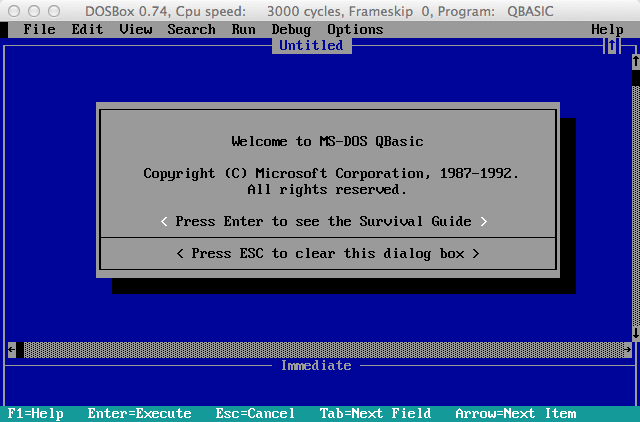 DOSBox 0.74, Cpu speed: 3000 cycles, Frameskip 0, Program: QBASIC
File Edit View Search Run Debug Options Help
Untitled
Welcome to MS-DOS QBasic
Copyright (C) Microsoft Corporation, 1987-1992.
All rights reserved.
< Press Enter to see the Survival Guide >
< Press ESC to clear this dialog box >
Immediate
F1=Help Enter=Execute Esc=Cancel Tab=Next Field Arrow=Next Item